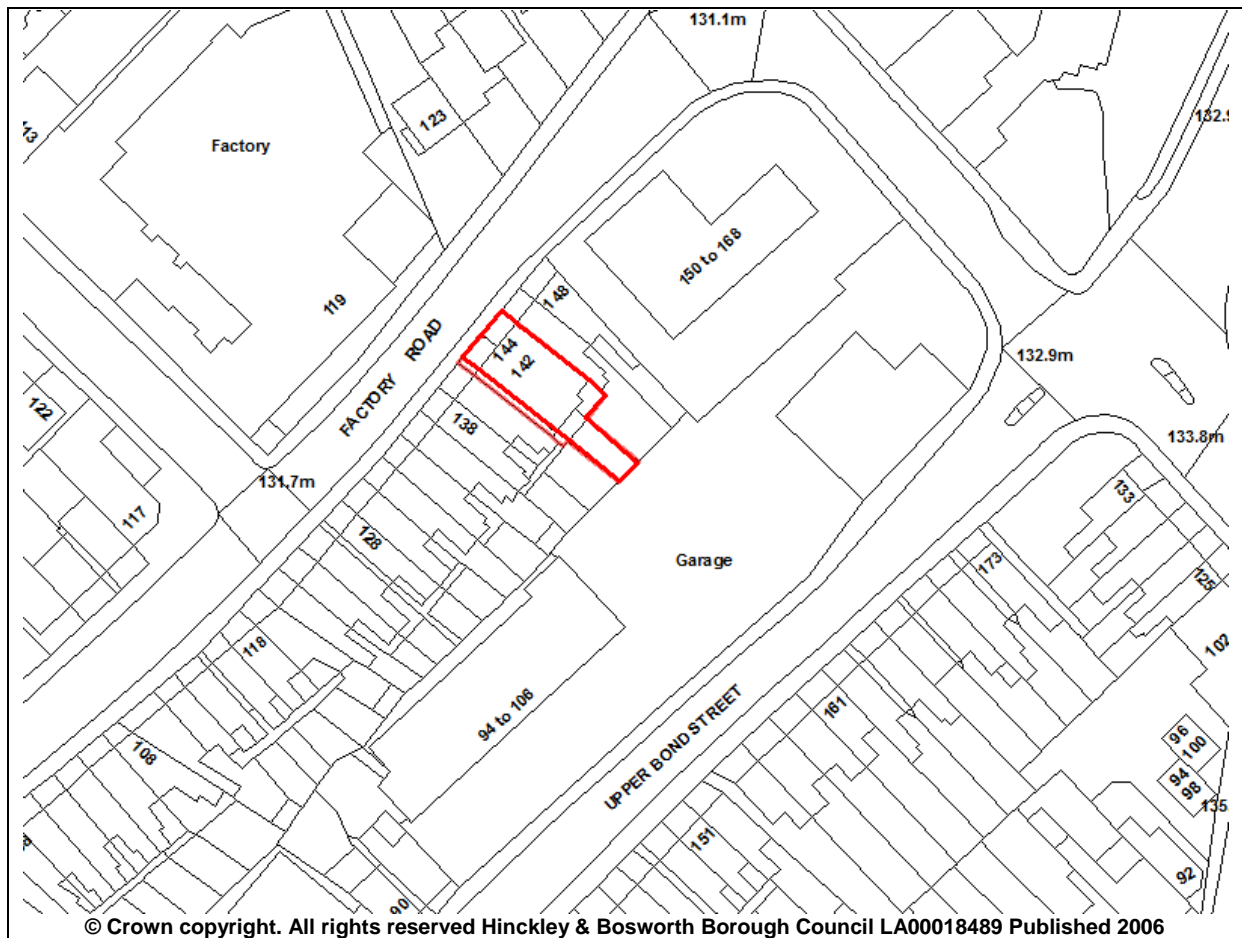 131.1m
123
132.9
Factory
150 to 168
148
119
144
142
FACTORY ROAD
132.9m
122
138
131.7m
133.8m
117
133
128
Garage
173
125
118
102
94 to 106
161
108
UPPER BOND STREET
96
100
94
98
135
151
92
90
© Crown copyright. All rights reserved Hinckley & Bosworth Borough Council LA00018489 Published 2006